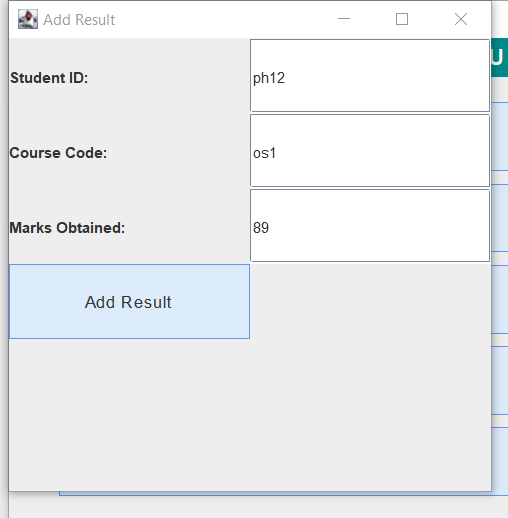 Add Result
U
Student ID: ph12
Course Code: os1
Marks Obtained: 89
Add Result